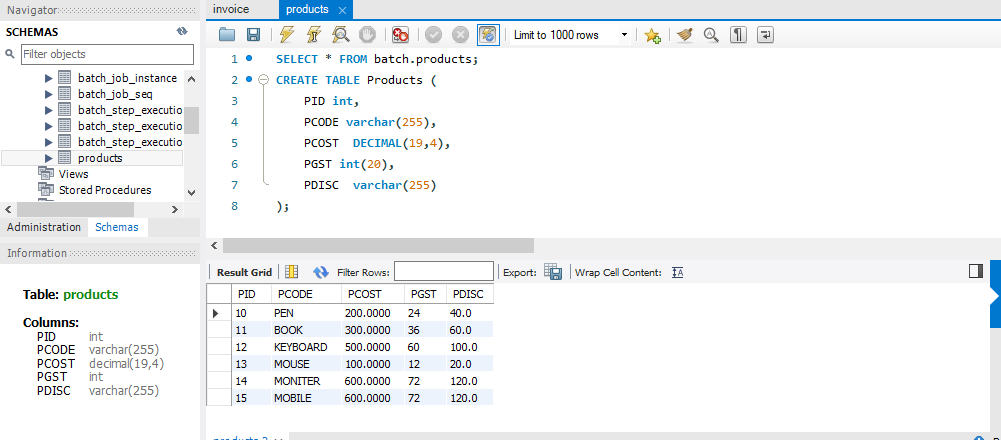 Navigator
SCHEMAS
Filter objects
batch_job_instance
batch_job_seq
batch_step_executio
batch_step_executio
batch_step_executio
products
Views
Stored Procedures
Administration Schemas
Information
Table: products
Columns:
PID int
PCODE varchar(255)
PCOST decimal(19,4)
PGST int
PDISC varchar(255)
invoice products
Limit to 1000 rows
1 SELECT * FROM batch.products;
2 CREATE TABLE Products (
3 PID int,
4 PCODE varchar(255),
5 PCOST DECIMAL(19,4),
6 PGST int(20),
7 PDISC varchar(255)
8 );
Result Grid Filter Rows: Export: Wrap Cell Content:
PID PCODE PCOST PGST PDISC
10 PEN 200.0000 24 40.0
11 BOOK 300.0000 36 60.0
12 KEYBOARD 500.0000 60 100.0
13 MOUSE 100.0000 12 20.0
14 MONITER 600.0000 72 120.0
15 MOBILE 600.0000 72 120.0